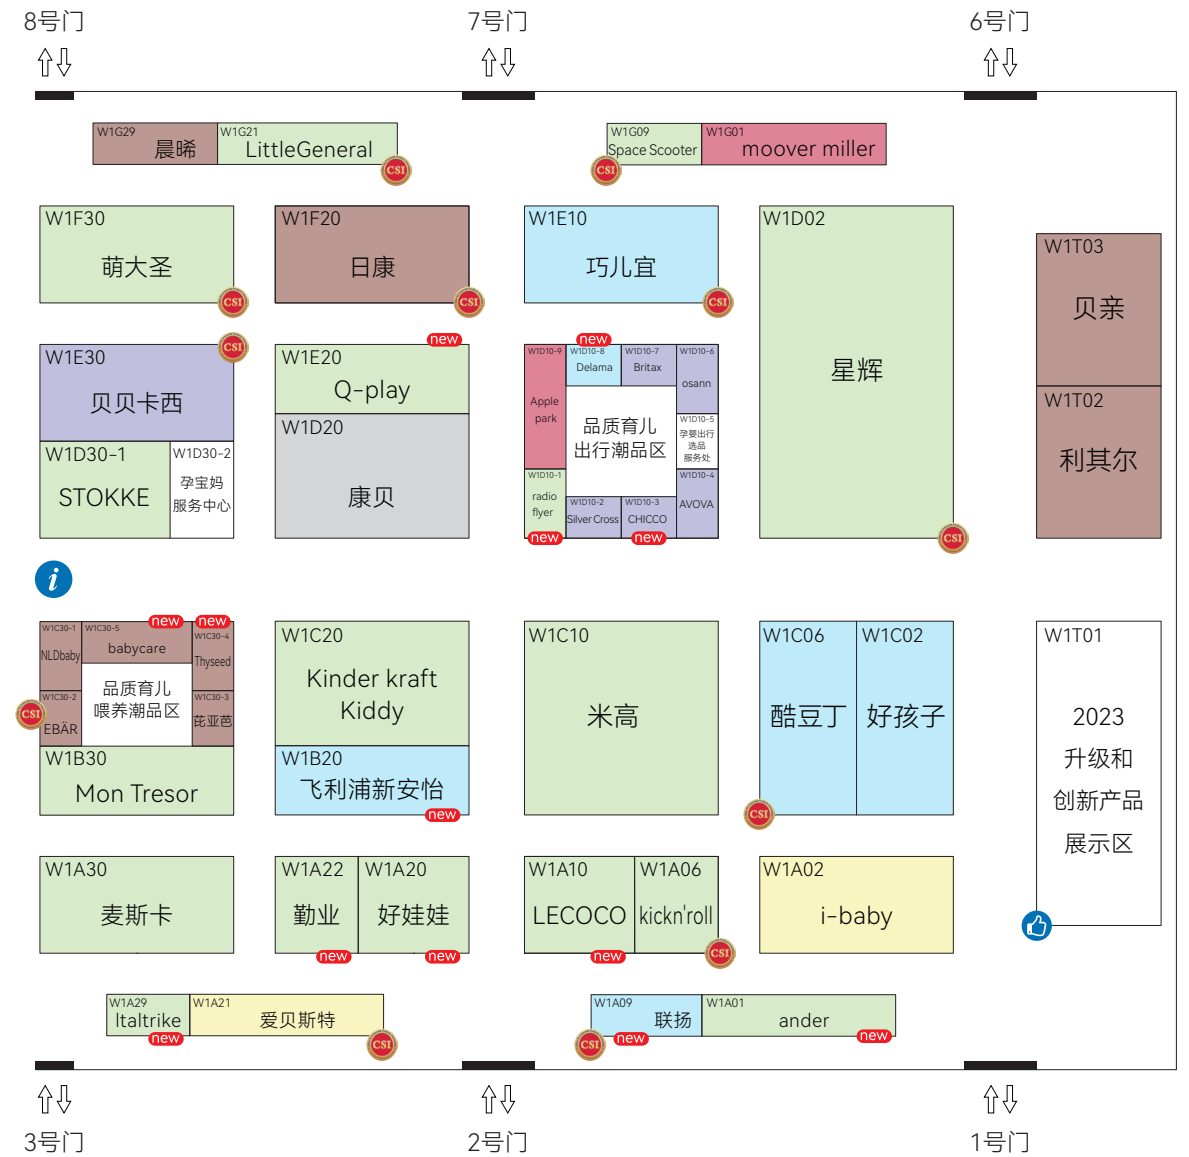 8号门
7号门
6号门
W1G29
晨晞
W1G21
LittleGeneral
CSI
W1G09
Space Scooter
CSI
W1G01
moover miller
W1F30
萌大圣
CSI
W1F20
日康
CSI
W1E10
巧儿宜
CSI
W1D02
星辉
CSI
W1T03
贝亲
W1T02
利其尔
CSI
W1E30
贝贝卡西
W1D30-1
STOKKE
W1D30-2
孕宝妈
服务中心
new
W1E20
Q-play
W1D20
康贝
W1D10-9
Apple
park
new
W1D10-8
Delama
W1D10-7
Britax
W1D10-6
osann
品质育儿
出行潮品区
W1D10-5
孕婴出行
选品
服务处
W1D10-1
radio
flyer
new
W1D10-2
Silver Cross
W1D10-3
CHICCO
new
W1D10-4
AVOVA
i
W1C30-1
NLDbaby
W1C30-5
babycare
new
new
W1C30-4
Thyseed
品质育儿
喂养潮品区
W1C30-2
EBÄR
CSI
W1C30-3
芘亚芭
W1B30
Mon Tresor
W1C20
Kinder kraft
Kiddy
W1B20
飞利浦新安怡
new
W1C10
米高
W1C06
酷豆丁
CSI
W1C02
好孩子
W1T01
2023
升级和
创新产品
展示区
W1A30
麦斯卡
W1A22
勤业
new
W1A20
好娃娃
new
W1A10
LECOCO
new
W1A06
kickn'roll
CSI
W1A02
i-baby
W1A29
Italtrike
new
W1A21
爱贝斯特
CSI
W1A09
联扬
CSI
new
W1A01
ander
new
3号门
2号门
1号门